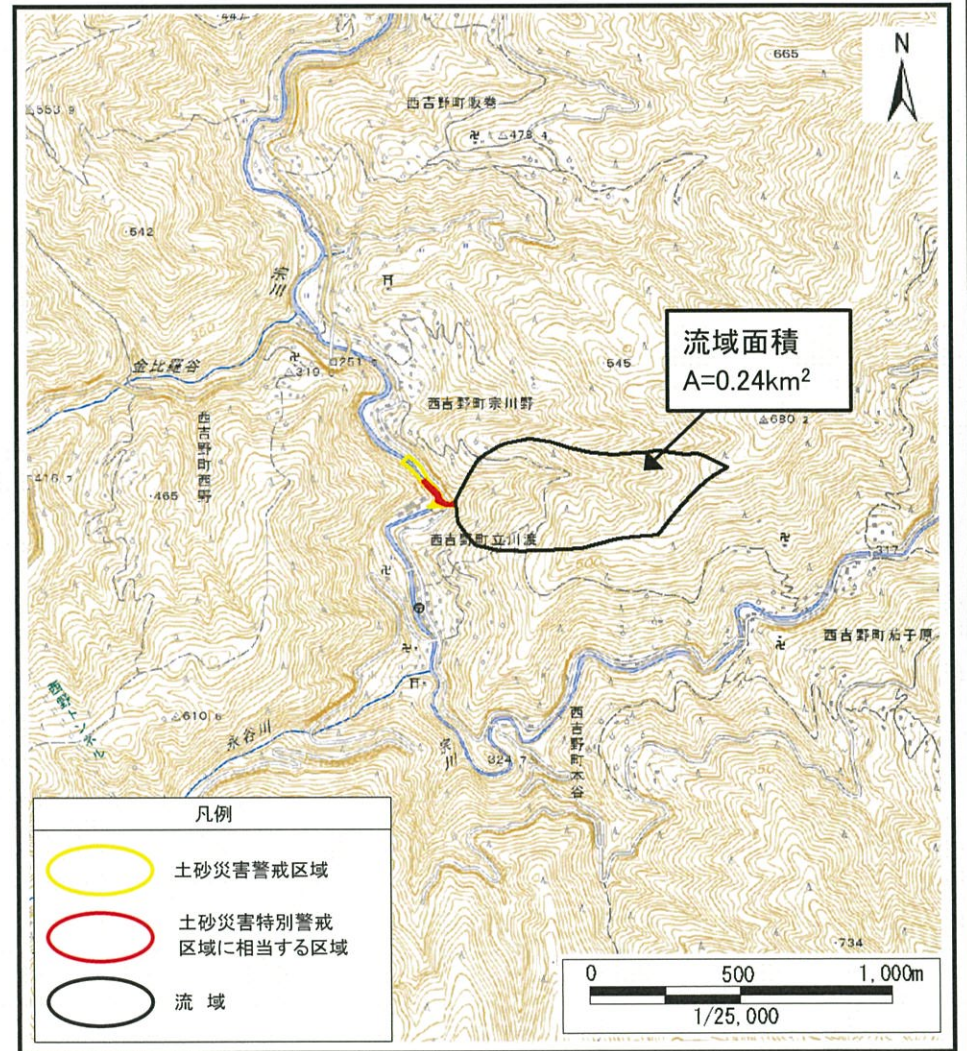 N
665
西吉野町阪巻
478.4
553.9
542
宗川
金比羅谷
251
219
545
流域面積
A=0.24km²
680.2
西吉野町宗川野
西吉野町西野
465
416.7
西吉野町立川渡
317
西吉野町茄子原
610.6
永谷川
宗川
324.7
西吉野町本谷
734
凡例
土砂災害警戒区域
土砂災害特別警戒
区域に相当する区域
流 域
0 500 1,000m
1/25,000